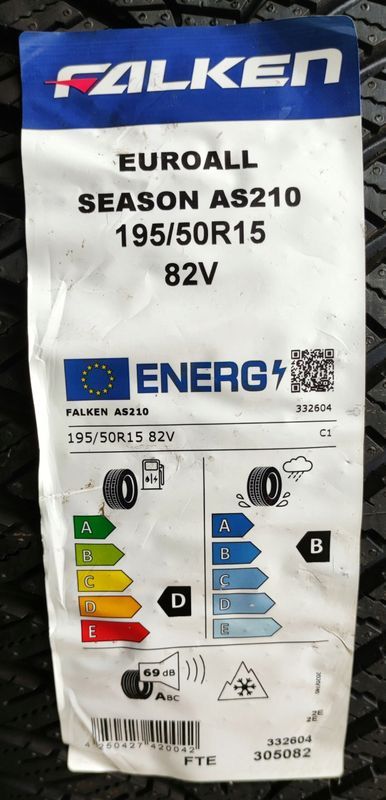 FALKEN
EUROALL
SEASON AS210
195/50R15
82V
ENERG
FALKEN AS210
332604
195/50R15 82V
C1
A
B
C
D
E
D
A
B
C
D
E
B
69 dB
ABC
4 250427 420042
FTE
332604
305082